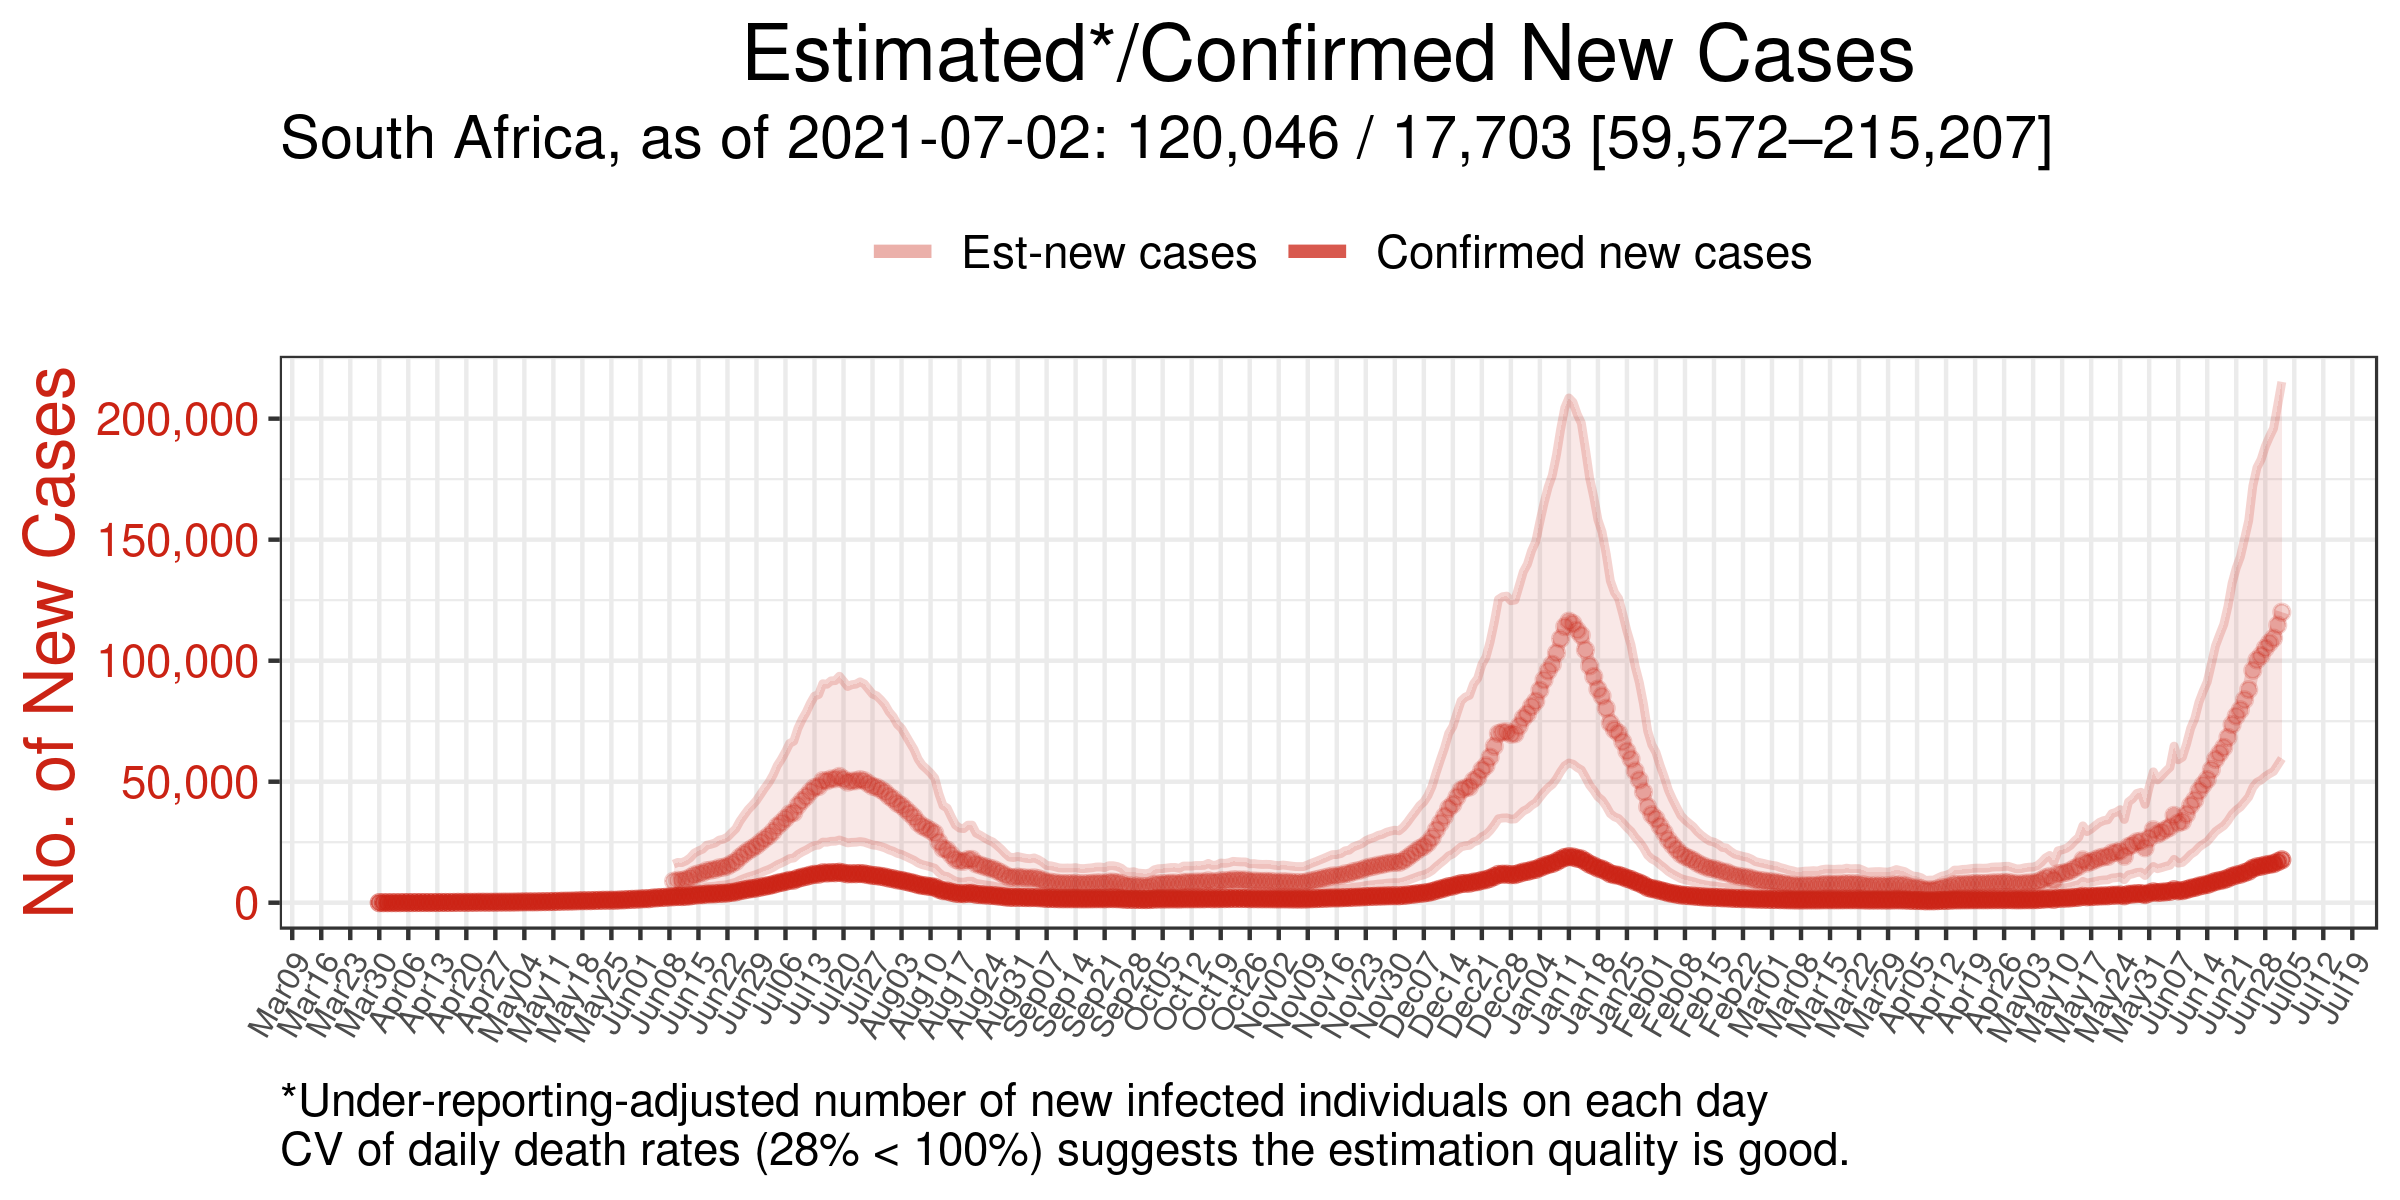 Estimated*/Confirmed New Cases
South Africa, as of 2021-07-02: 120,046 / 17,703 [59,572–215,207]
Est-new cases
Confirmed new cases
No. of New Cases
200,000
150,000
100,000
50,000
0
Mar09
Mar16
Mar23
Mar30
Apr06
Apr13
Apr20
Apr27
May04
May11
May18
May25
Jun01
Jun08
Jun15
Jun22
Jun29
Jul06
Jul13
Jul20
Jul27
Aug03
Aug10
Aug17
Aug24
Aug31
Sep07
Sep14
Sep21
Sep28
Oct05
Oct12
Oct19
Oct26
Nov02
Nov09
Nov16
Nov23
Nov30
Dec07
Dec14
Dec21
Dec28
Jan04
Jan11
Jan18
Jan25
Feb01
Feb08
Feb15
Feb22
Mar01
Mar08
Mar15
Mar22
Mar29
Apr05
Apr12
Apr19
Apr26
May03
May10
May17
May24
May31
Jun07
Jun14
Jun21
Jun28
Jul05
Jul12
Jul19
*Under-reporting-adjusted number of new infected individuals on each day
CV of daily death rates (28% < 100%) suggests the estimation quality is good.